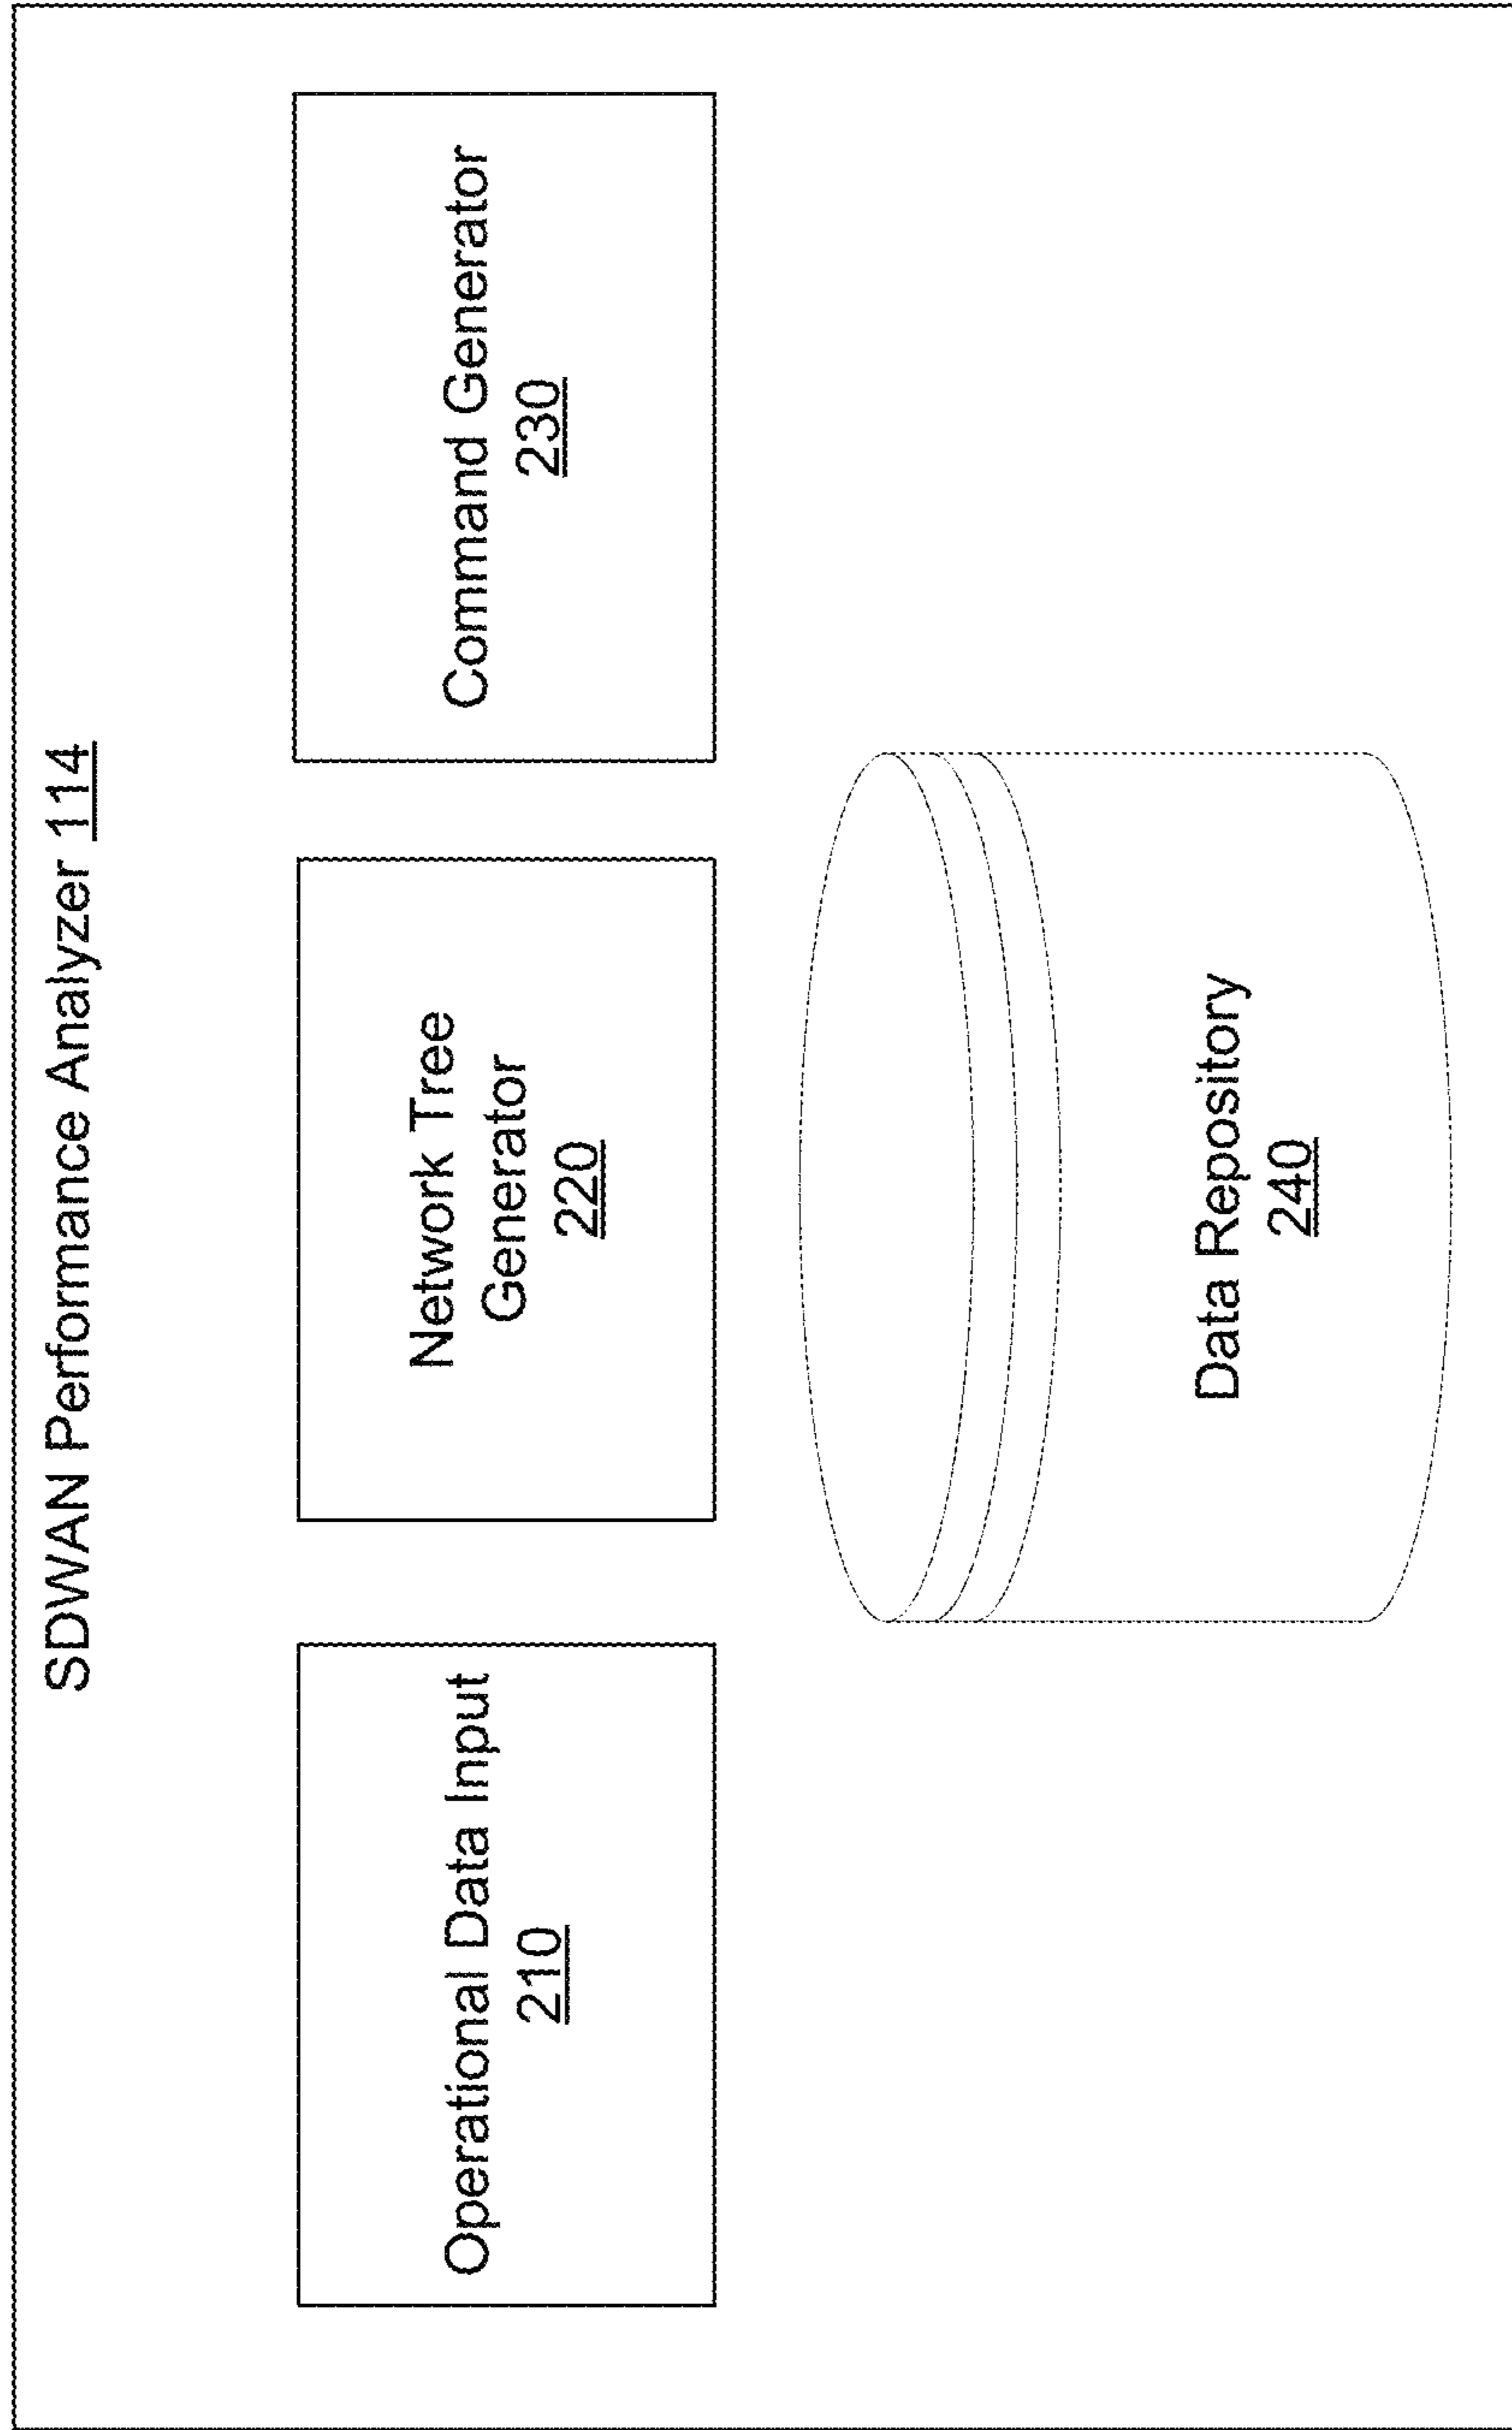 SDWAN Performance Analyzer 114
Operational Data Input
210
Network Tree
Generator
220
Command Generator
230
Data Repository
240